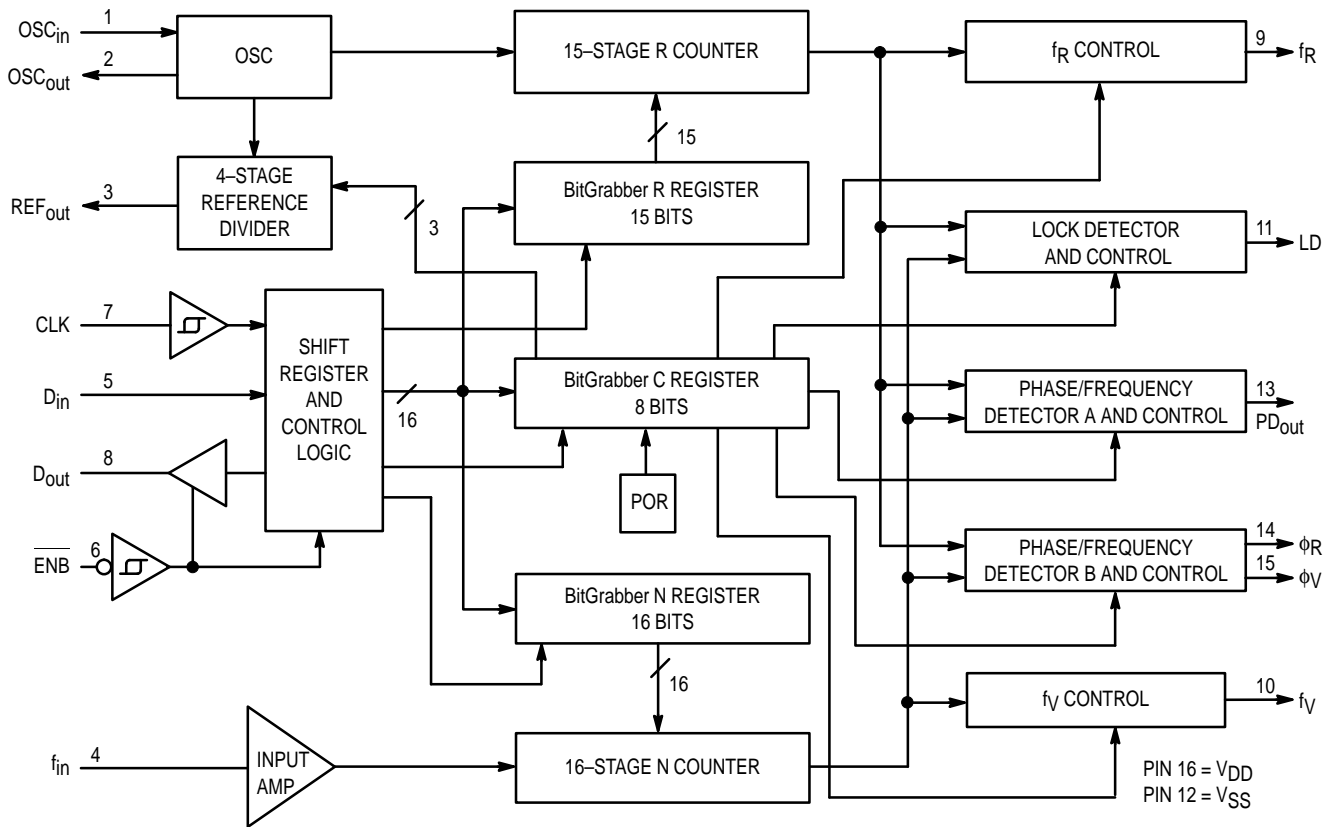 1
OSCin
OSC
15–STAGE R COUNTER
fR CONTROL
9
fR
2
OSCout
15
4–STAGE
REFERENCE
DIVIDER
3
REFout
3
BitGrabber R REGISTER
15 BITS
LOCK DETECTOR
AND CONTROL
11
LD
7
CLK
SHIFT
REGISTER
AND
CONTROL
LOGIC
5
Din
16
BitGrabber C REGISTER
8 BITS
PHASE/FREQUENCY
DETECTOR A AND CONTROL
13
PDout
8
Dout
POR
6
ENB
PHASE/FREQUENCY
DETECTOR B AND CONTROL
14
ϕR
15
ϕV
BitGrabber N REGISTER
16 BITS
16
fV CONTROL
10
fV
4
fin
INPUT
AMP
16–STAGE N COUNTER
PIN 16 = VDD
PIN 12 = VSS